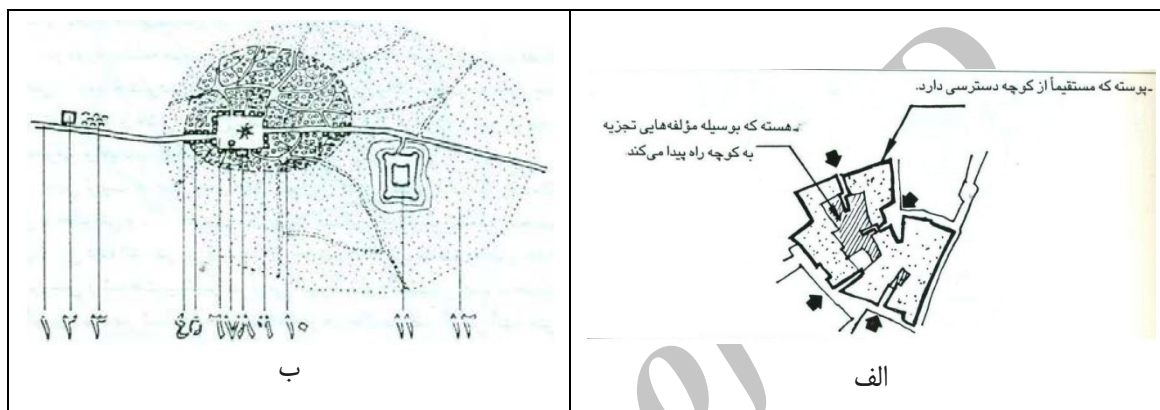 ـ پوسته که مستقیماً از کوچه دسترسی دارد.
ـ هسته که بوسیله مؤلفه‌هایی تجزیه
به کوچه راه پیدا می‌کند
الف
۱ ۲ ۳ ۴ ۵ ۶ ۷ ۸ ۹ ۱۰ ۱۱ ۱۲
ب